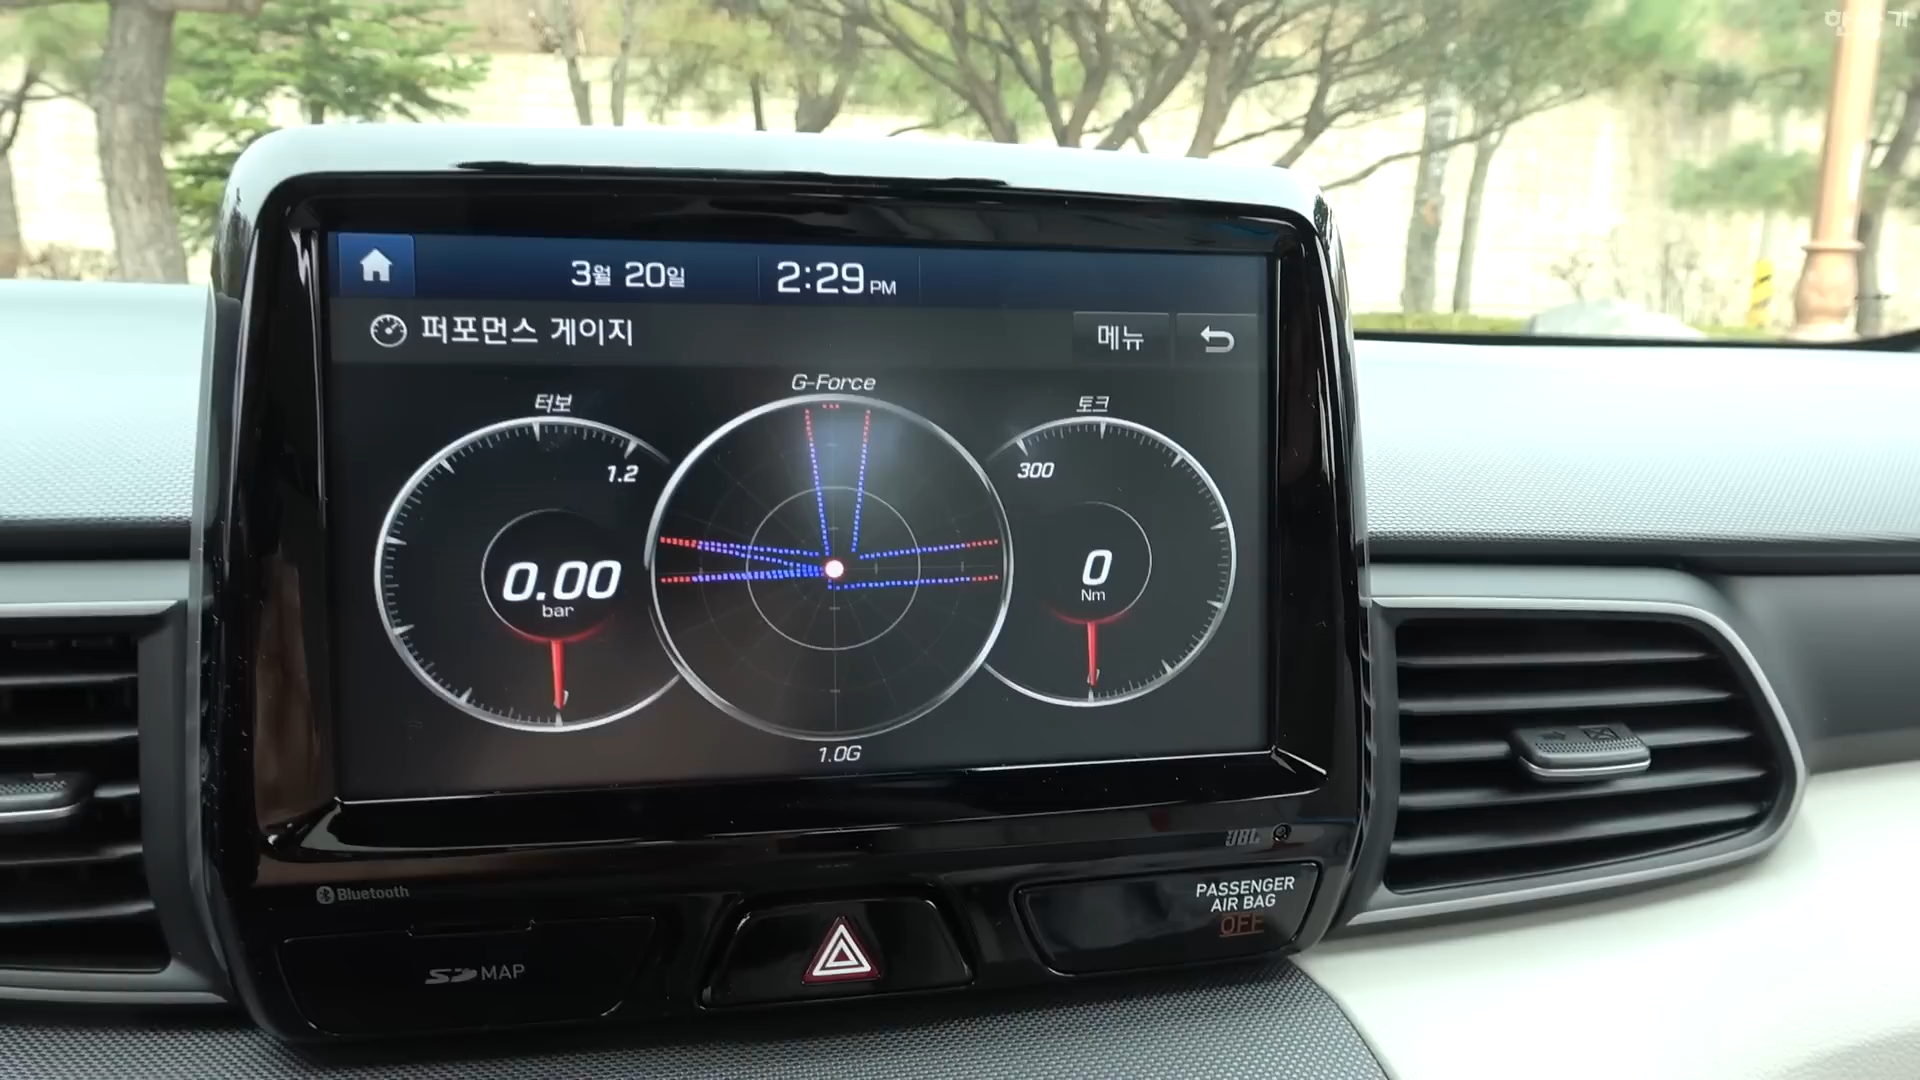 3월 20일
2:29 PM
퍼포먼스 게이지
메뉴
터보
G-Force
토크
1.2
300
0.00
bar
0
Nm
1.0G
JBL
Bluetooth
PASSENGER
AIR BAG
OFF
SD MAP